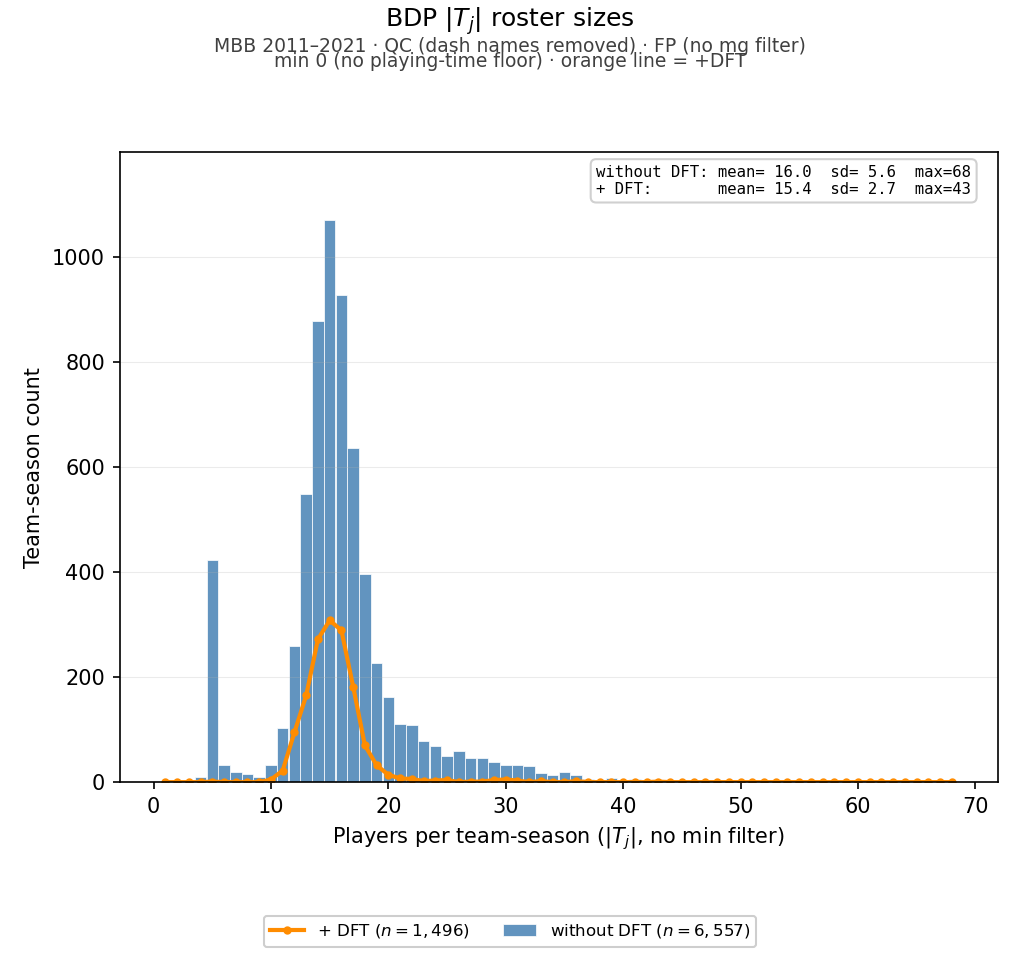 BDP |Tj| roster sizes
MBB 2011–2021 · QC (dash names removed) · FP (no mg filter)
min 0 (no playing-time floor) · orange line = +DFT
without DFT: mean= 16.0  sd= 5.6  max=68
+ DFT:       mean= 15.4  sd= 2.7  max=43
1000
800
600
400
200
0
Team-season count
0 10 20 30 40 50 60 70
Players per team-season (|Tj|, no min filter)
+ DFT (n = 1,496) without DFT (n = 6,557)